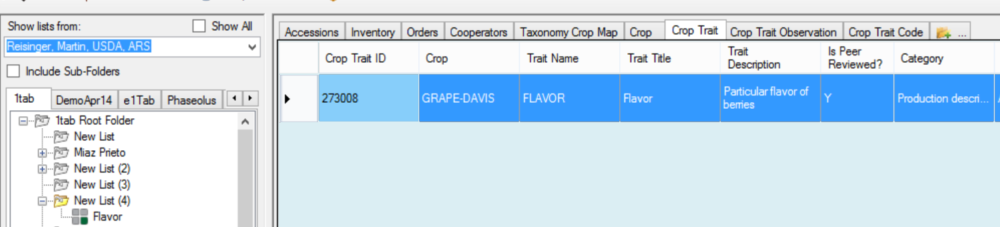 Show lists from:
Show All
Reisinger, Martin, USDA, ARS
Include Sub-Folders
1tab DemoApr14 e1Tab Phaseolus
1tab Root Folder
New List
Miaz Prieto
New List (2)
New List (3)
New List (4)
Flavor
Accessions Inventory Orders Cooperators Taxonomy Crop Map Crop Crop Trait Crop Trait Observation Crop Trait Code ...
Crop Trait ID Crop Trait Name Trait Title Trait Description Is Peer Reviewed? Category
273008 GRAPE-DAVIS FLAVOR Flavor Particular flavor of berries Y Production descri...